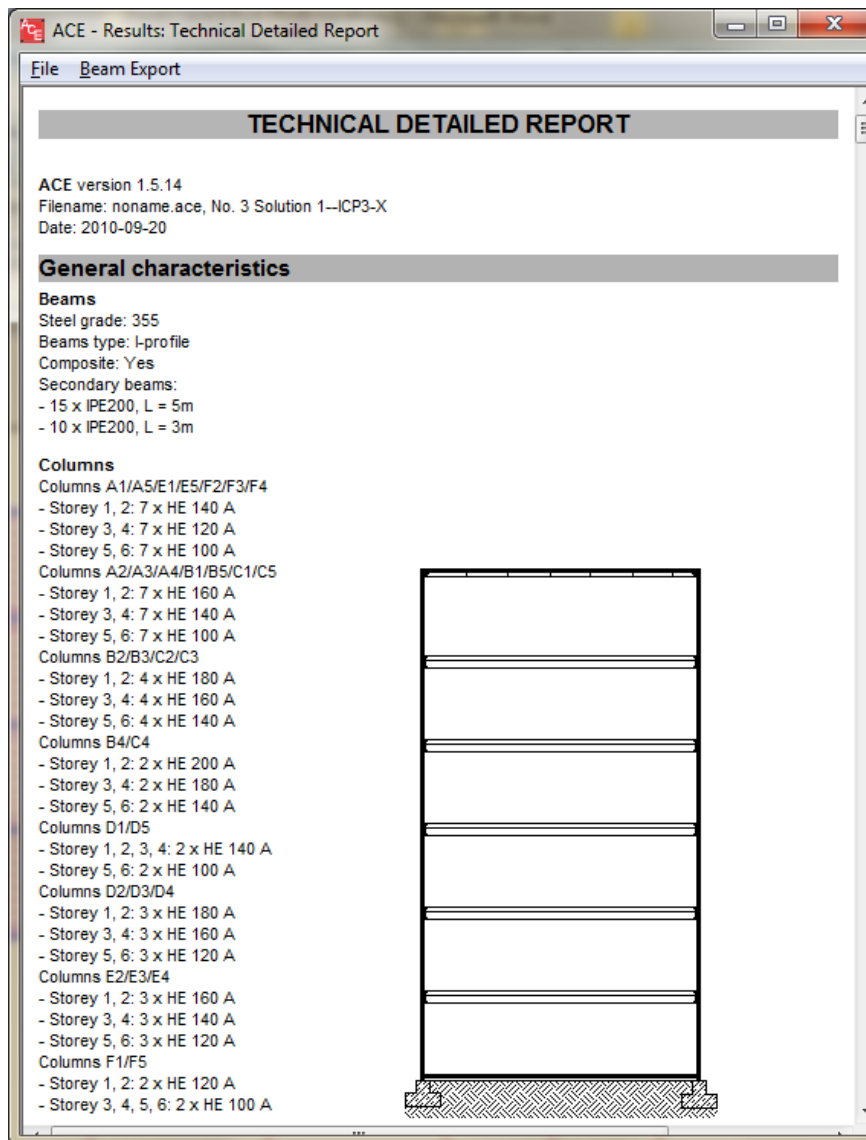 ACE - Results: Technical Detailed Report
File Beam Export
TECHNICAL DETAILED REPORT
ACE version 1.5.14
Filename: noname.ace, No. 3 Solution 1--ICP3-X
Date: 2010-09-20
General characteristics
Beams
Steel grade: 355
Beams type: I-profile
Composite: Yes
Secondary beams:
- 15 x IPE200, L = 5m
- 10 x IPE200, L = 3m
Columns
Columns A1/A5/E1/E5/F2/F3/F4
- Storey 1, 2: 7 x HE 140 A
- Storey 3, 4: 7 x HE 120 A
- Storey 5, 6: 7 x HE 100 A
Columns A2/A3/A4/B1/B5/C1/C5
- Storey 1, 2: 7 x HE 160 A
- Storey 3, 4: 7 x HE 140 A
- Storey 5, 6: 7 x HE 100 A
Columns B2/B3/C2/C3
- Storey 1, 2: 4 x HE 180 A
- Storey 3, 4: 4 x HE 160 A
- Storey 5, 6: 4 x HE 140 A
Columns B4/C4
- Storey 1, 2: 2 x HE 200 A
- Storey 3, 4: 2 x HE 180 A
- Storey 5, 6: 2 x HE 140 A
Columns D1/D5
- Storey 1, 2, 3, 4: 2 x HE 140 A
- Storey 5, 6: 2 x HE 100 A
Columns D2/D3/D4
- Storey 1, 2: 3 x HE 180 A
- Storey 3, 4: 3 x HE 160 A
- Storey 5, 6: 3 x HE 120 A
Columns E2/E3/E4
- Storey 1, 2: 3 x HE 160 A
- Storey 3, 4: 3 x HE 140 A
- Storey 5, 6: 3 x HE 120 A
Columns F1/F5
- Storey 1, 2: 2 x HE 120 A
- Storey 3, 4, 5, 6: 2 x HE 100 A